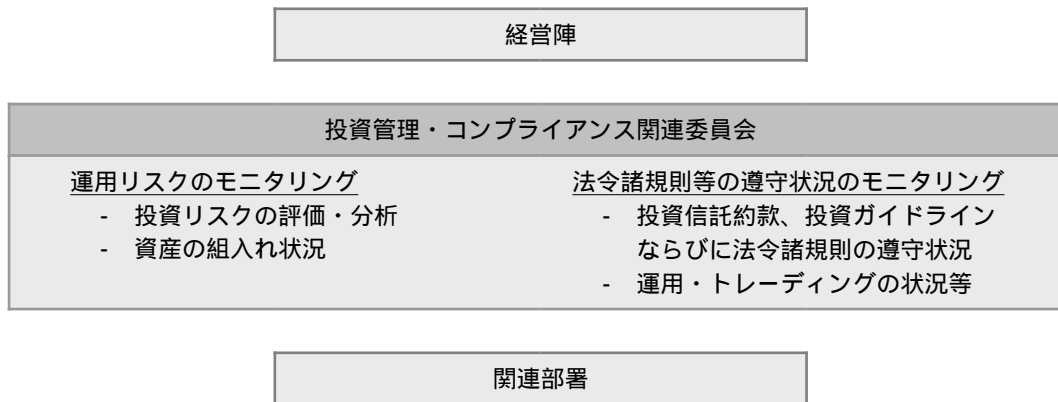 経営陣
投資管理・コンプライアンス関連委員会
運用リスクのモニタリング
- 投資リスクの評価・分析
- 資産の組入れ状況
法令諸規則等の遵守状況のモニタリング
- 投資信託約款、投資ガイドライン
ならびに法令諸規則の遵守状況
- 運用・トレーディングの状況等
関連部署